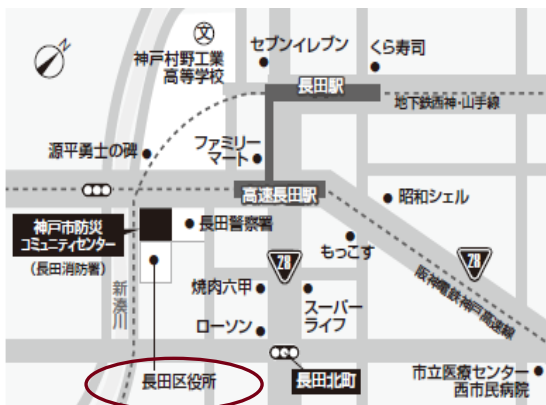 N
文
神戸村野工業
高等学校
セブンイレブン
くら寿司
長田駅
地下鉄西神・山手線
源平勇士の碑
ファミリー
マート
高速長田駅
昭和シェル
神戸市防災
コミュニティセンター
(長田消防署)
長田警察署
もっこす
28
28
新湊川
焼肉六甲
スーパー
ライフ
阪神電鉄・神戸高速線
ローソン
長田区役所
長田北町
市立医療センター
西市民病院